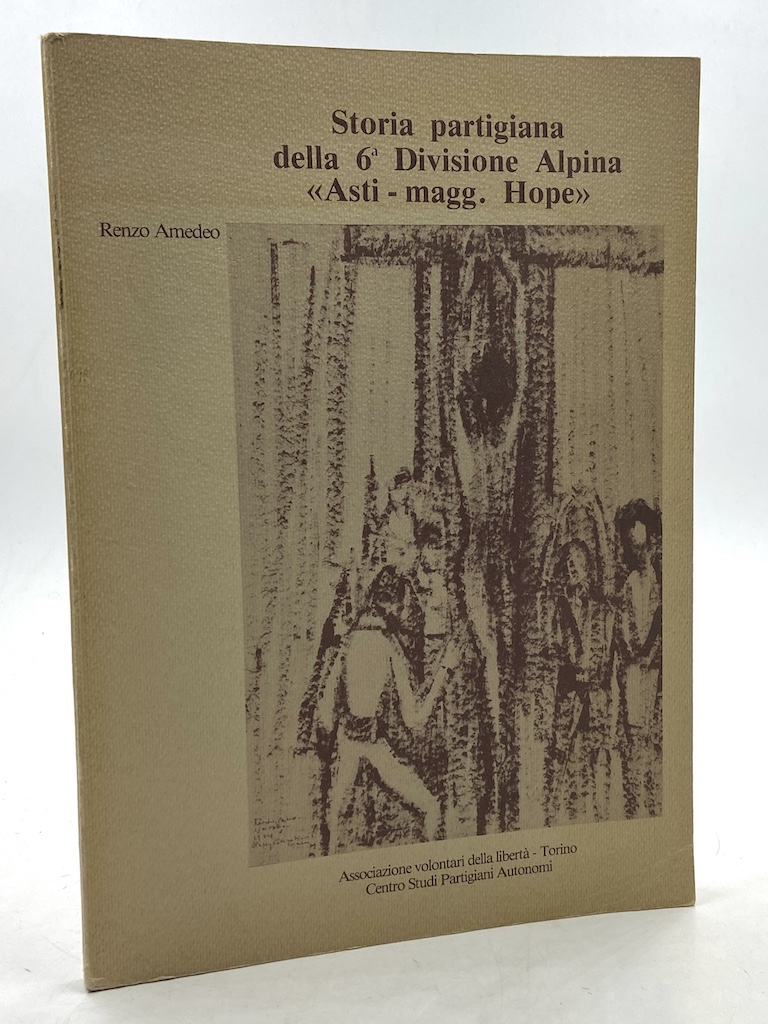 Storia partigiana
della 6ª Divisione Alpina
«Asti - magg. Hope»
Renzo Amedeo
Associazione volontari della libertà - Torino
Centro Studi Partigiani Autonomi